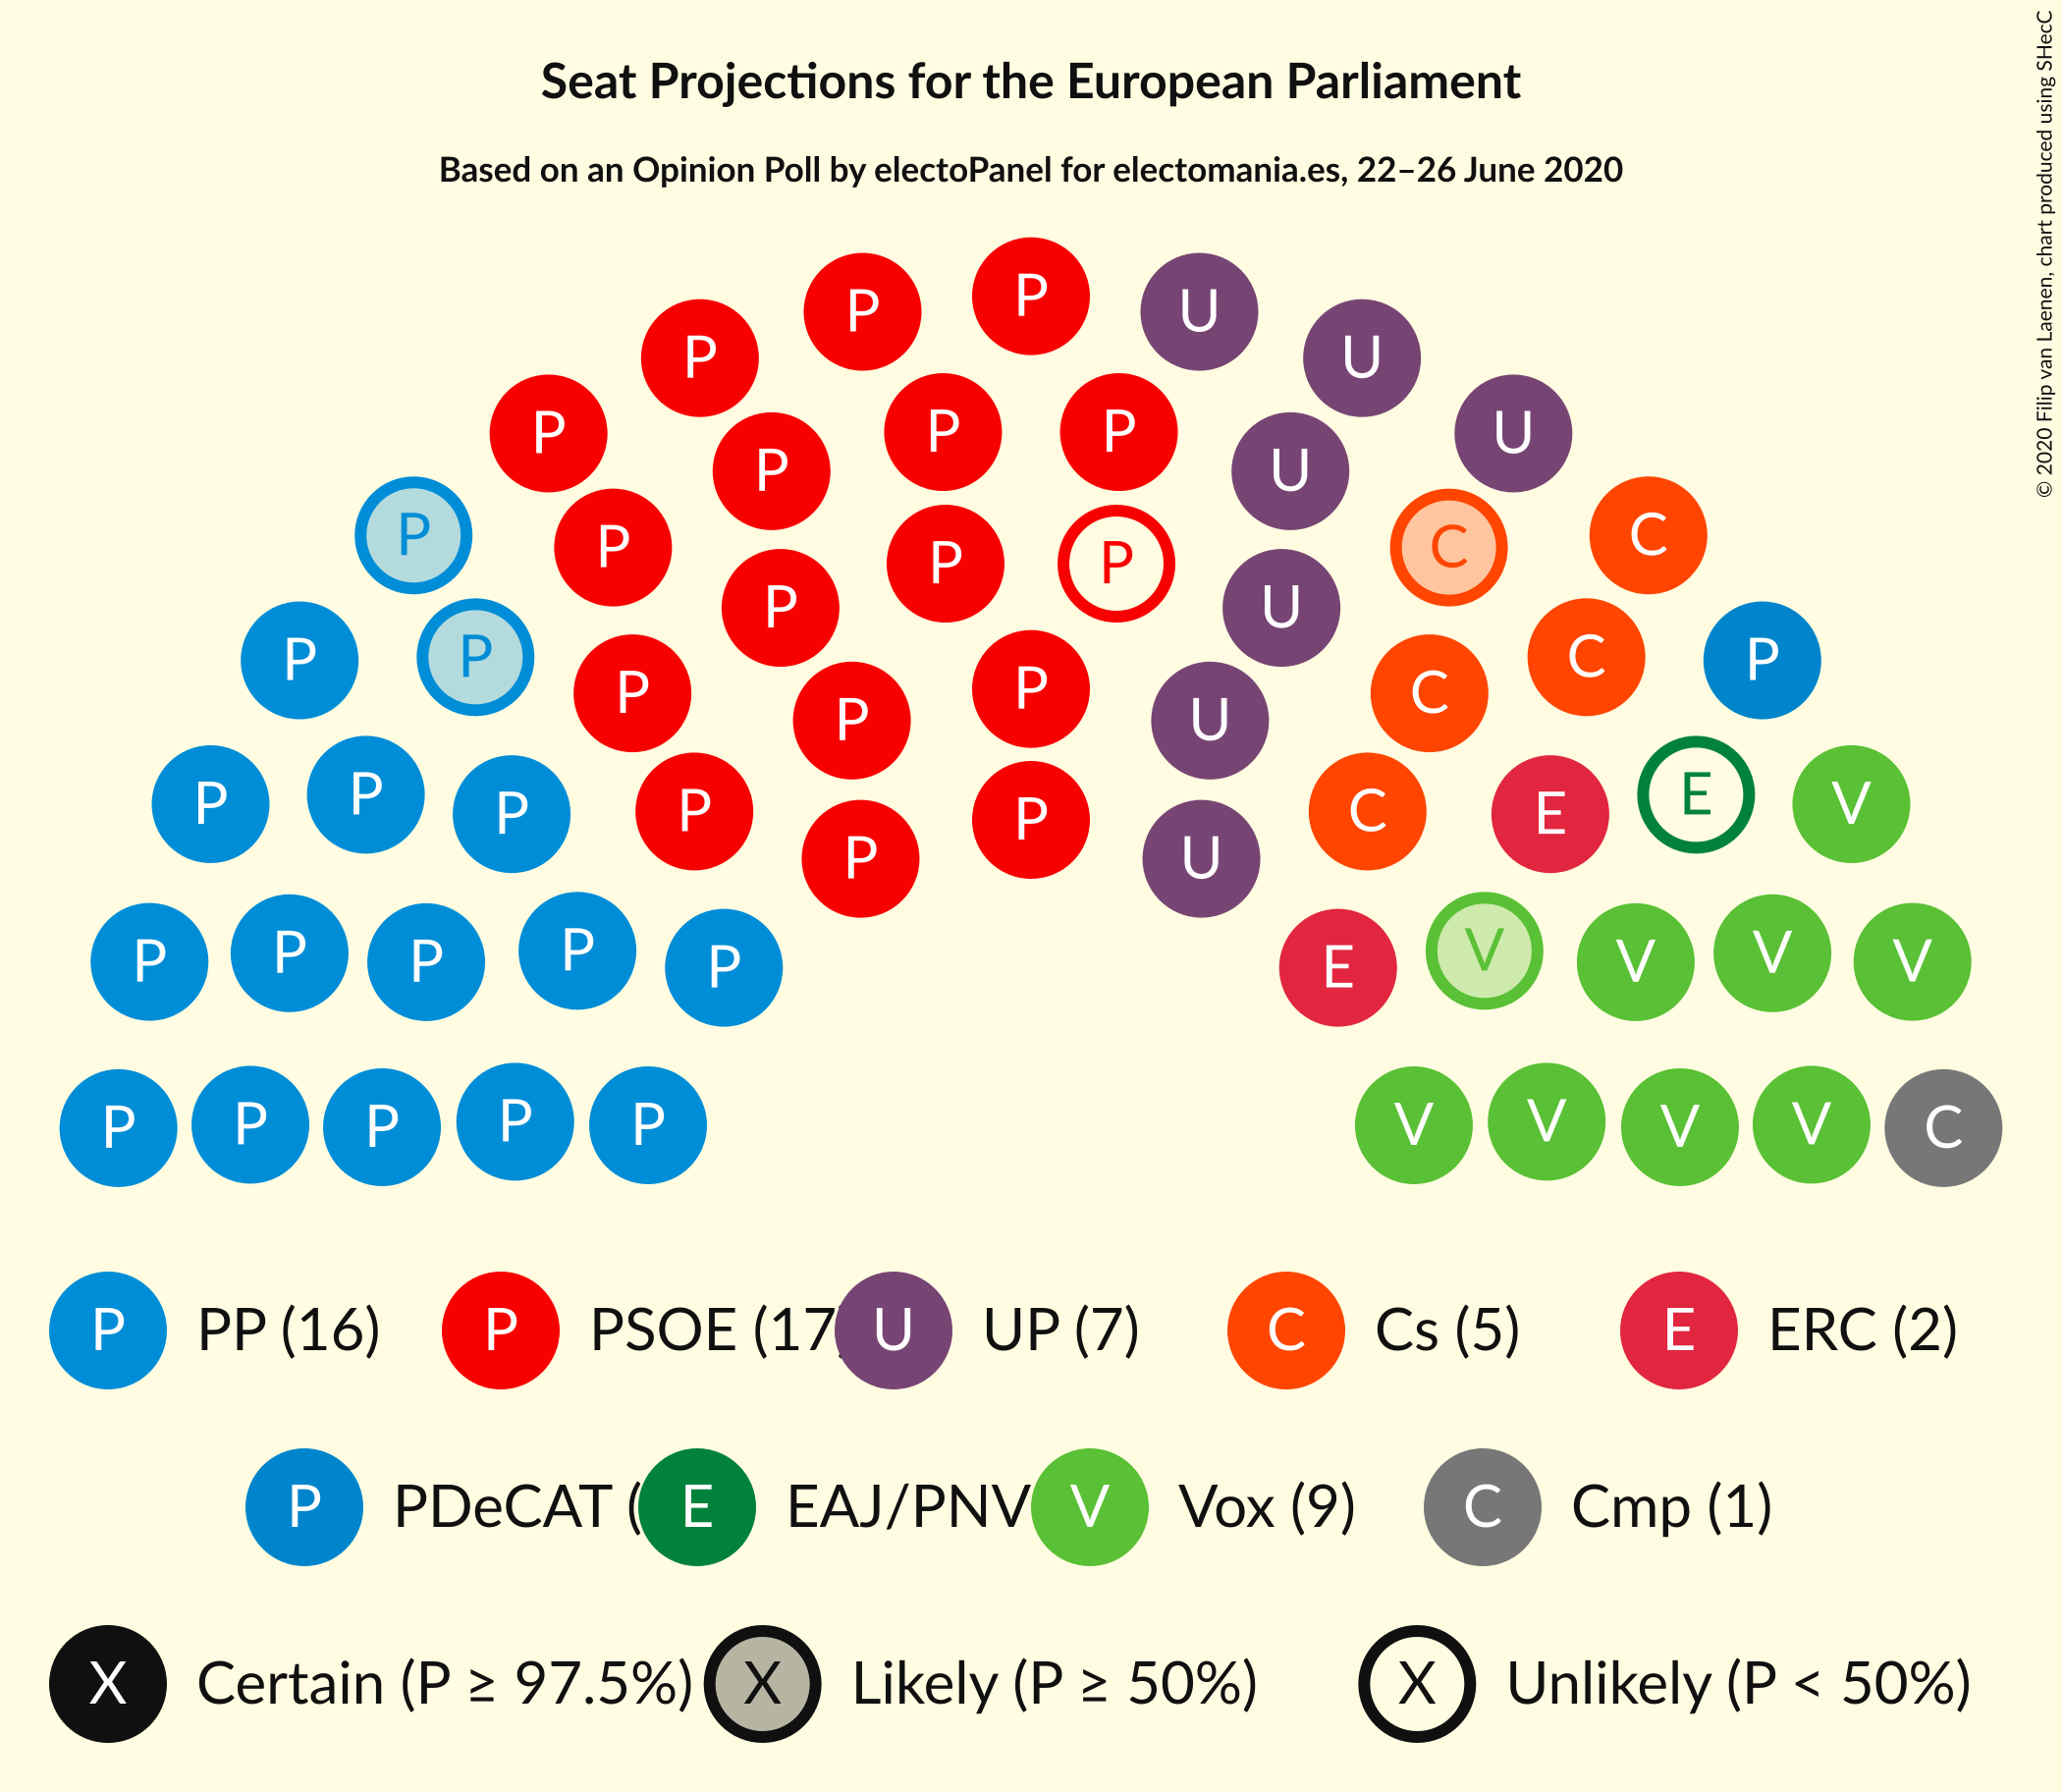 Seat Projections for the European Parliament
Based on an Opinion Poll by electoPanel for electomania.es, 22–26 June 2020
© 2020 Filip van Laenen, chart produced using SHecC
P
P U
P U
P P P U
P U
P P P P C C
P U
P P C P
P P C
P U
P P P P P C E E V
P U
P P P P P E V V V V
P P P P P V V V V C
P PP (16) P PSOE (17 U UP (7) C Cs (5) E ERC (2)
P PDeCAT ( E EAJ/PNV V Vox (9) C Cmp (1)
X Certain (P ≥ 97.5%) X Likely (P ≥ 50%) X Unlikely (P < 50%)